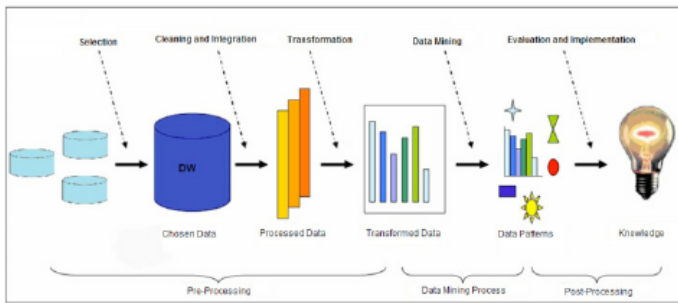 Selection
Cleaning and Integration
Transformation
Data Mining
Evaluation and Implementation
DW
Chosen Data
Processed Data
Transformed Data
Data Patterns
Knowledge
Pre-Processing
Data Mining Process
Post-Processing